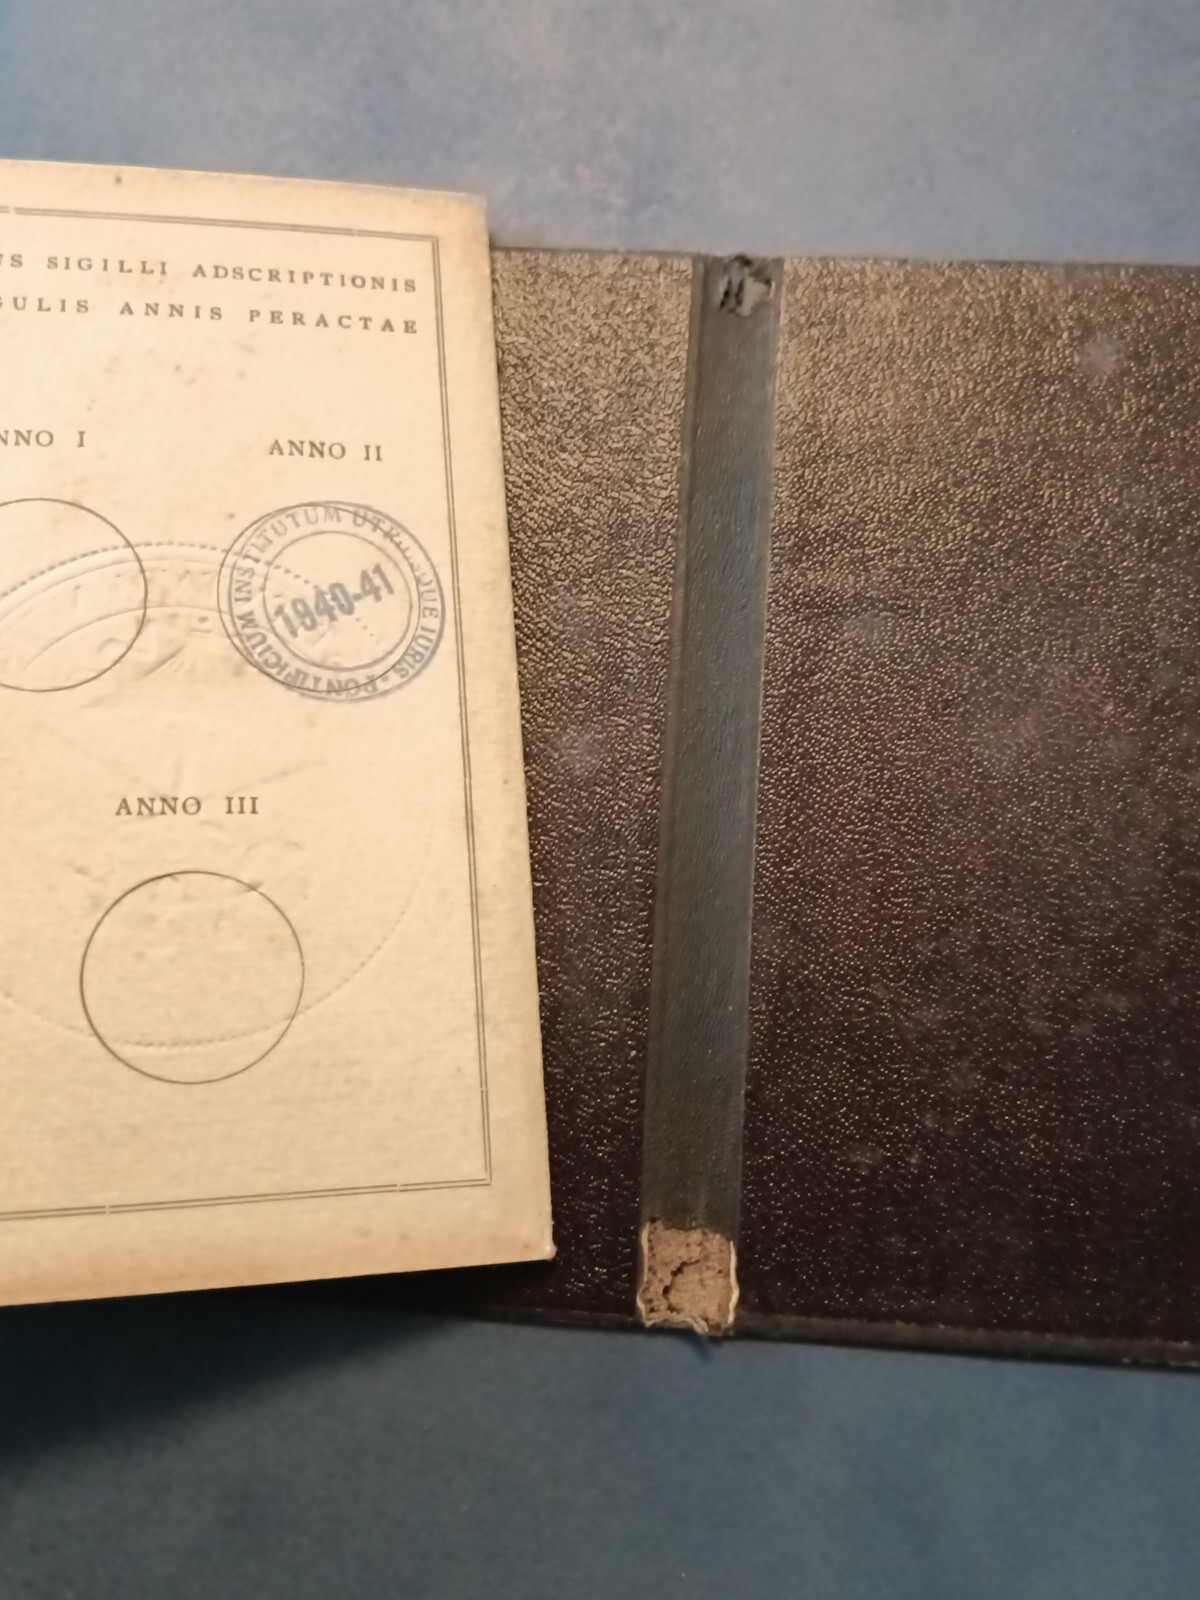 SIGILLI ADSCRIPTIONIS
ANNIS PERACTAE
I
ANNO II
PONTIFICIUM INSTITUTUM UTRIUSQUE IURIS
1940-41
ANNO III